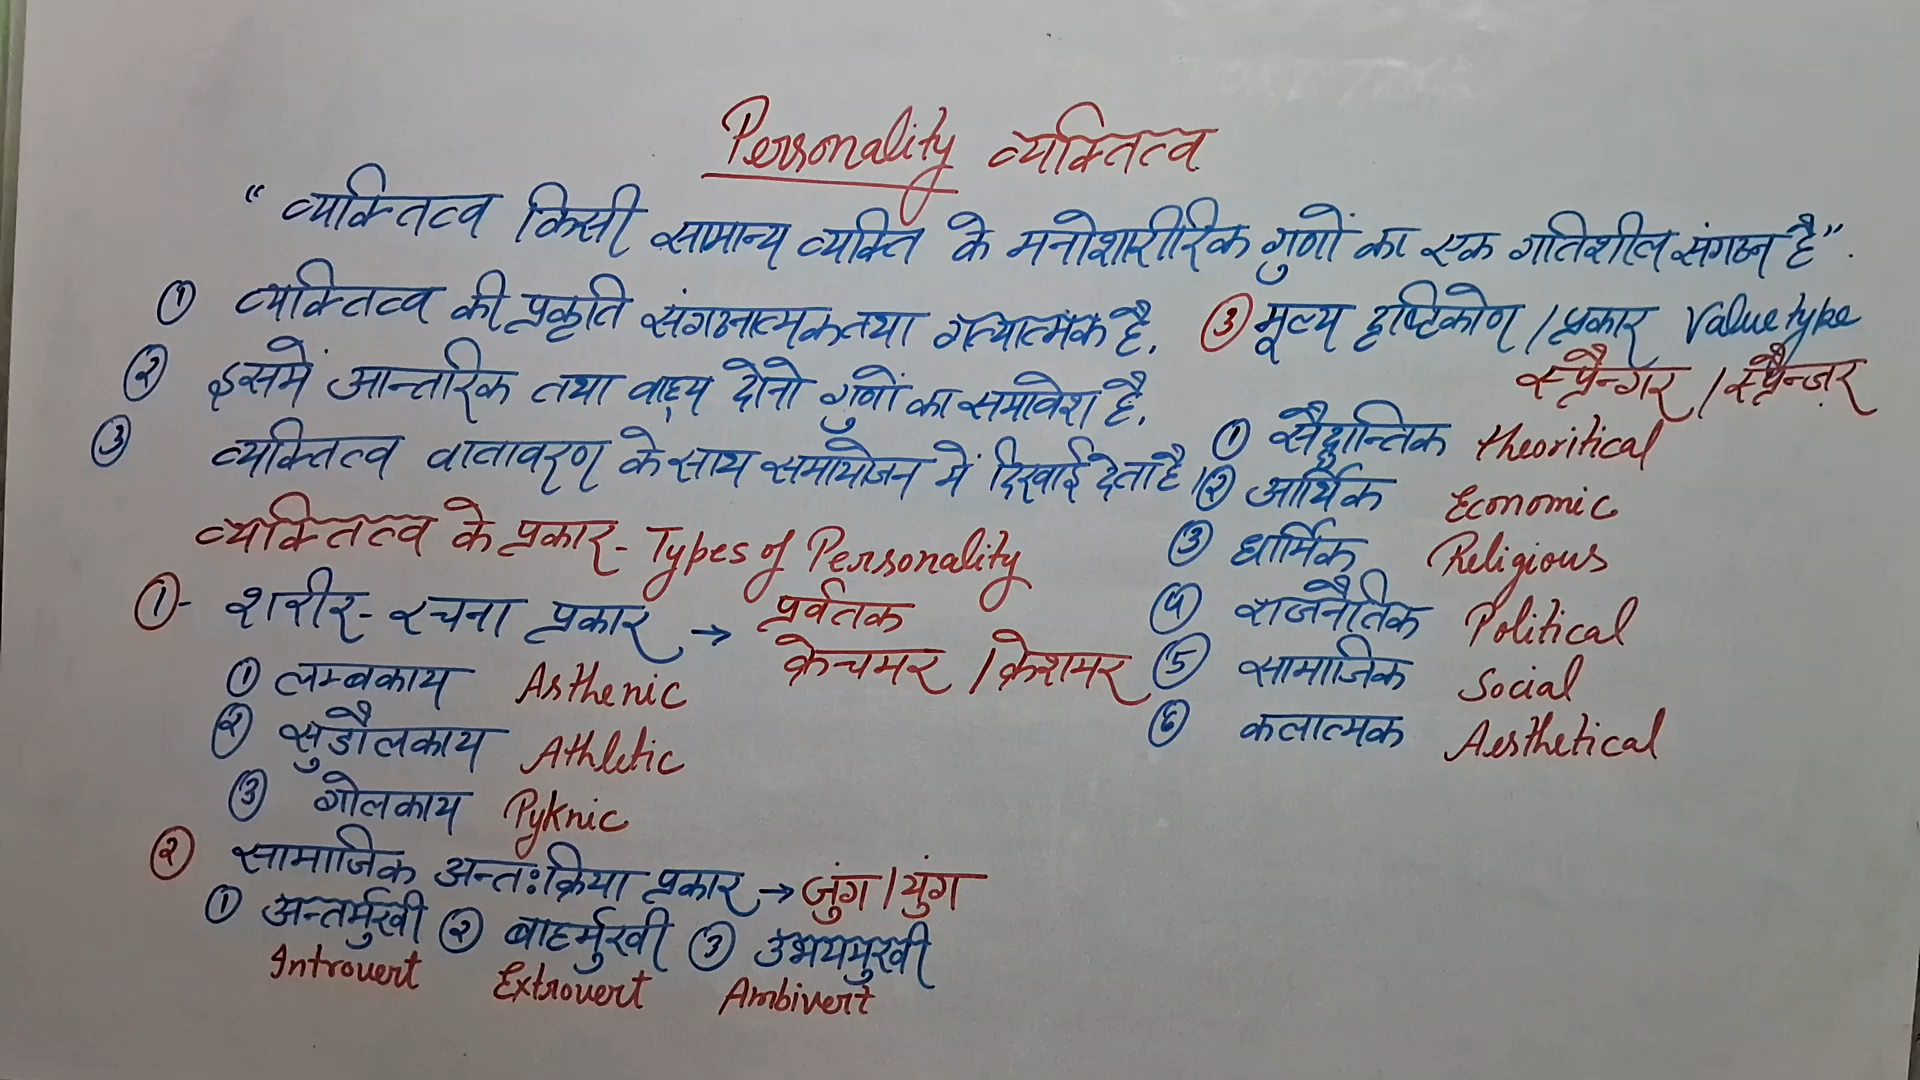 Personality व्यक्तित्व
“ व्यक्तित्व किसी सामान्य व्यक्ति के मनोशारीरिक गुणों का एक गतिशील संगठन है” .
① व्यक्तित्व की प्रकृति संगठनात्मक तथा गत्यात्मक है.
② इसमें आन्तरिक तथा वाह्य दोनो गुणों का समावेश है.
③ व्यक्तित्व वातावरण के साथ समायोजन में दिखाई देता है।
व्यक्तित्व के प्रकार - Types of Personality
①- शरीर - रचना प्रकार → प्रर्वतक
क्रेचमर / क्रेशमर
① लम्बकाय Asthenic
② सुडौलकाय Athletic
③ गोलकाय Pyknic
② सामाजिक अन्तःक्रिया प्रकार → जुंग / युंग
① अन्तर्मुखी ② बाहर्मुखी ③ उभयमुखी
Introvert Extrovert Ambivert
③ मूल्य दृष्टिकोण / प्रकार Value type
स्प्रैन्गर / स्प्रैन्ज़र
① सैद्धान्तिक theoritical
② आर्थिक Economic
③ धार्मिक Religious
④ राजनैतिक Political
⑤ सामाजिक Social
⑥ कलात्मक Aesthetical